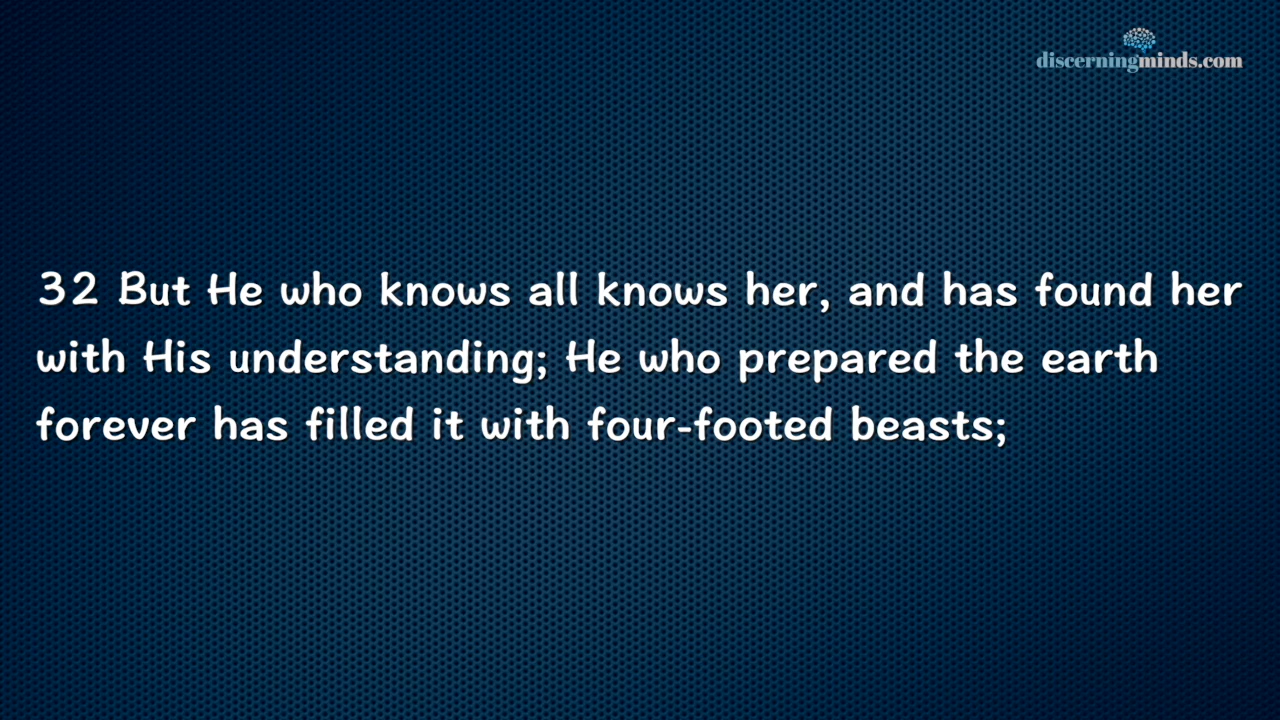 discerningminds.com
32 But He who knows all knows her, and has found her
with His understanding; He who prepared the earth
forever has filled it with four-footed beasts;